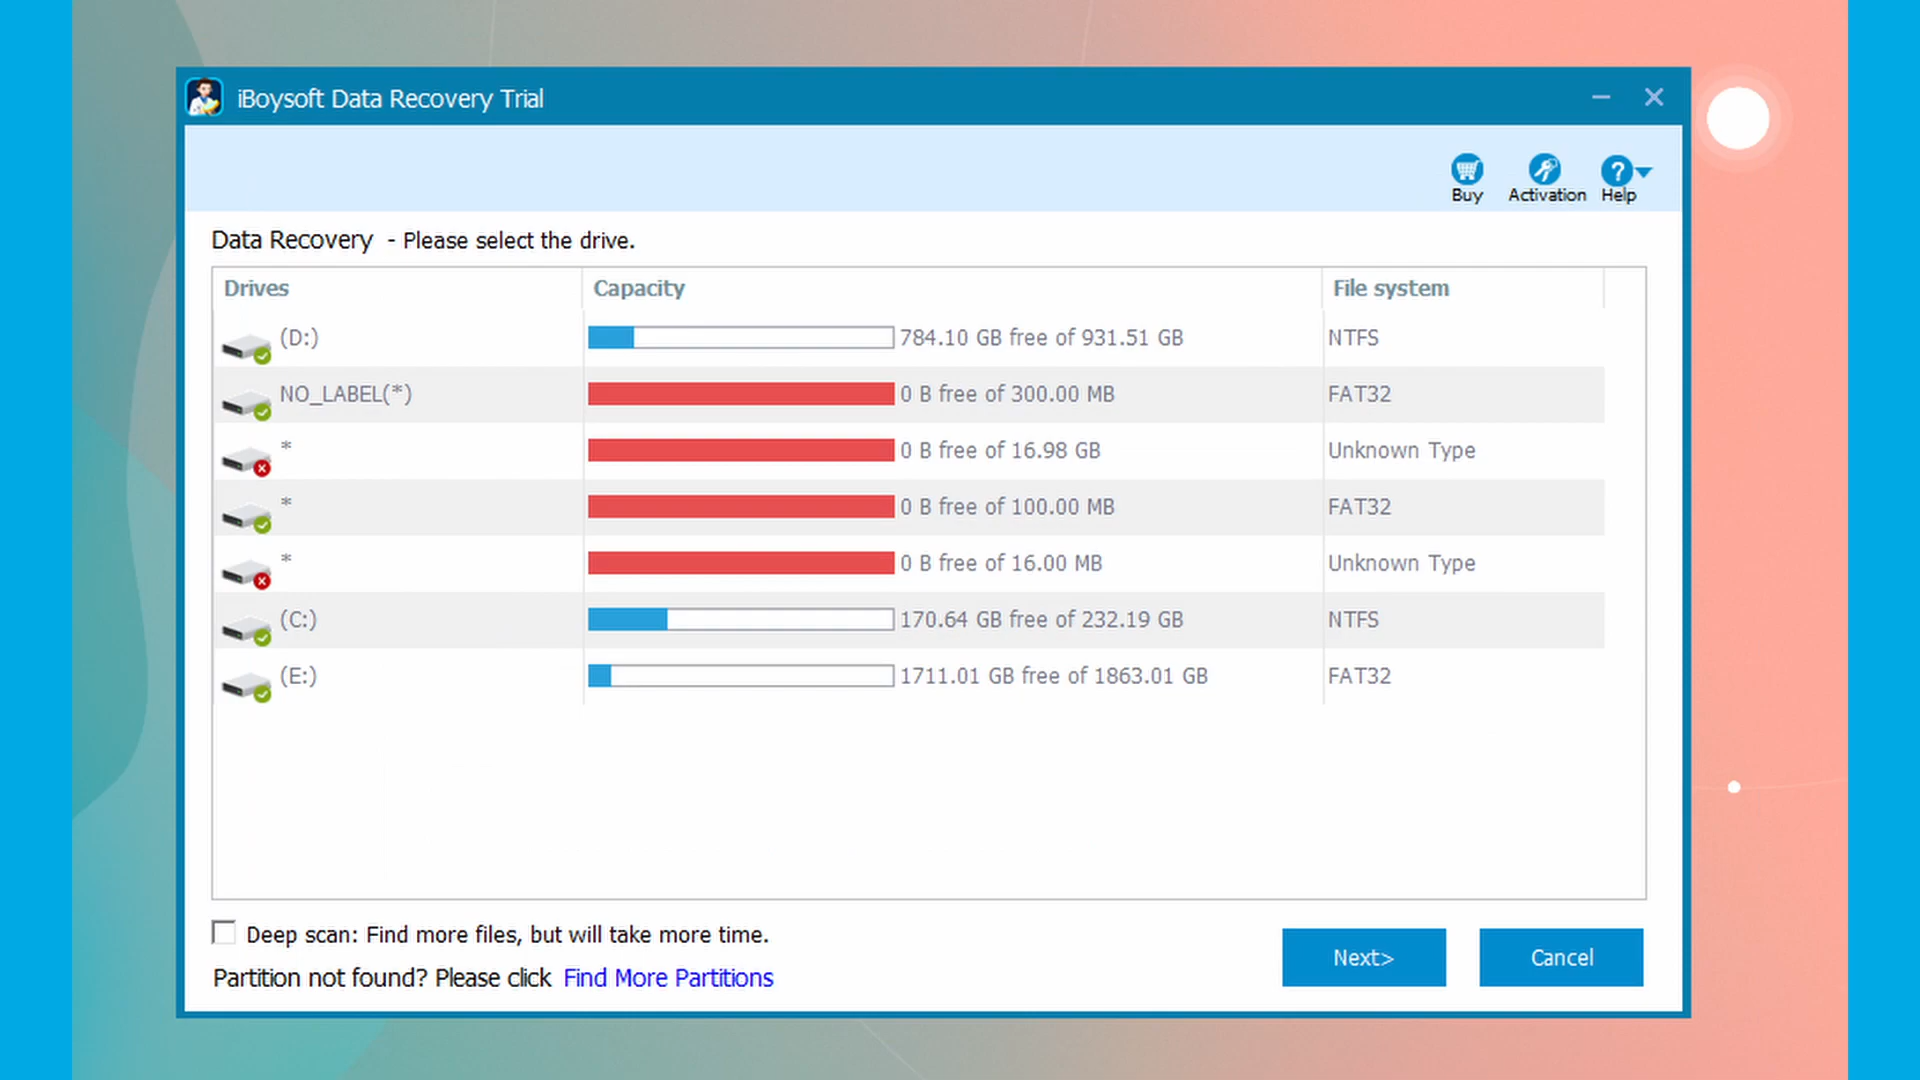 iBoysoft Data Recovery Trial
Buy Activation Help
Data Recovery - Please select the drive.
Drives Capacity File system
(D:) 784.10 GB free of 931.51 GB NTFS
NO_LABEL(*) 0 B free of 300.00 MB FAT32
* 0 B free of 16.98 GB Unknown Type
* 0 B free of 100.00 MB FAT32
* 0 B free of 16.00 MB Unknown Type
(C:) 170.64 GB free of 232.19 GB NTFS
(E:) 1711.01 GB free of 1863.01 GB FAT32
Deep scan: Find more files, but will take more time.
Partition not found? Please click Find More Partitions
Next> Cancel